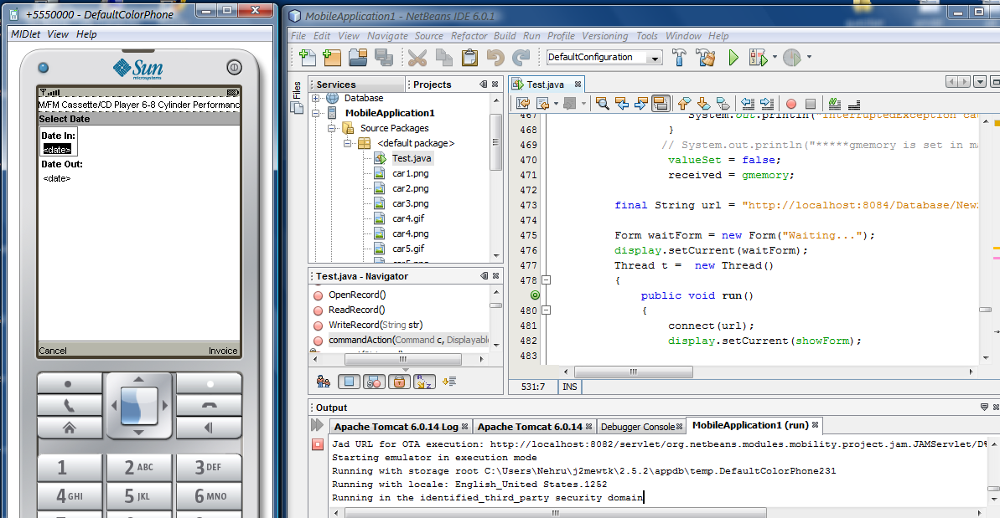 +5550000 - DefaultColorPhone
MIDlet View Help
Sun
microsystems
M/FM Cassette/CD Player 6-8 Cylinder Performanc
Select Date
Date In:
<date>
Date Out:
<date>
Cancel Invoice
1 2 ABC 3 DEF
4 GHI 5 JKL 6 MNO
MobileApplication1 - NetBeans IDE 6.0.1
File Edit View Navigate Source Refactor Build Run Profile Versioning Tools Window Help
DefaultConfiguration
Files
Services Projects
Database
MobileApplication1
Source Packages
<default package>
Test.java
car1.png
car2.png
car3.png
car4.gif
car4.png
car5.gif
Test.java - Navigator
OpenRecord()
ReadRecord()
WriteRecord(String str)
commandAction(Command c, Displayable
Test.java
467 System.out.println("InterruptedException cau
468 }
469 // System.out.println("*****gmemory is set in ma
470 valueSet = false;
471 received = gmemory;
472
473 final String url = "http://localhost:8084/Database/New
474
475 Form waitForm = new Form("Waiting...");
476 display.setCurrent(waitForm);
477 Thread t = new Thread()
478 {
public void run()
480 {
481 connect(url);
482 display.setCurrent(showForm);
483
531:7 INS
Output
Apache Tomcat 6.0.14 Log Apache Tomcat 6.0.14 Debugger Console MobileApplication1 (run)
Jad URL for OTA execution: http://localhost:8082/servlet/org.netbeans.modules.mobility.project.jam.JAMServlet/D%
Starting emulator in execution mode
Running with storage root C:\Users\Nehru\j2mewtk\2.5.2\appdb\temp.DefaultColorPhone231
Running with locale: English_United States.1252
Running in the identified_third_party security domain